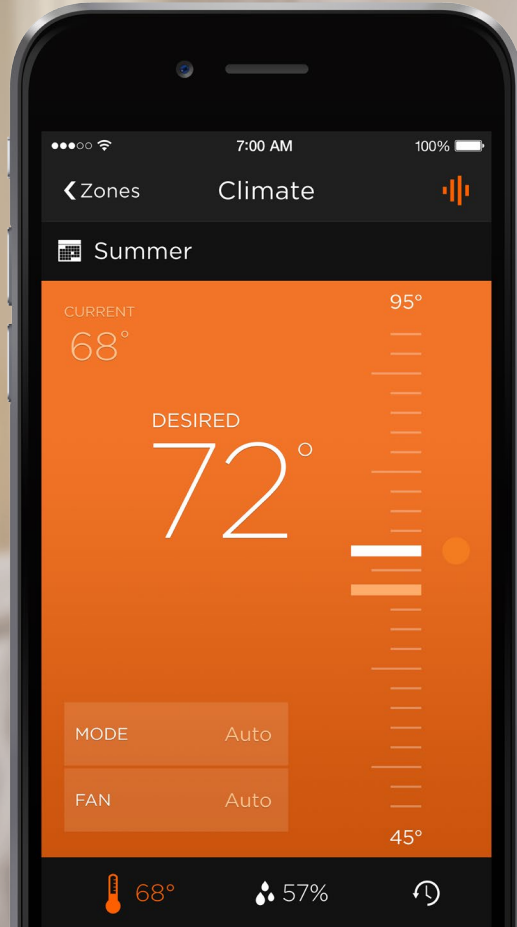 7:00 AM 100%
Zones Climate
Summer
CURRENT
68°
95°
DESIRED
72°
MODE Auto
FAN Auto
45°
68° 57%